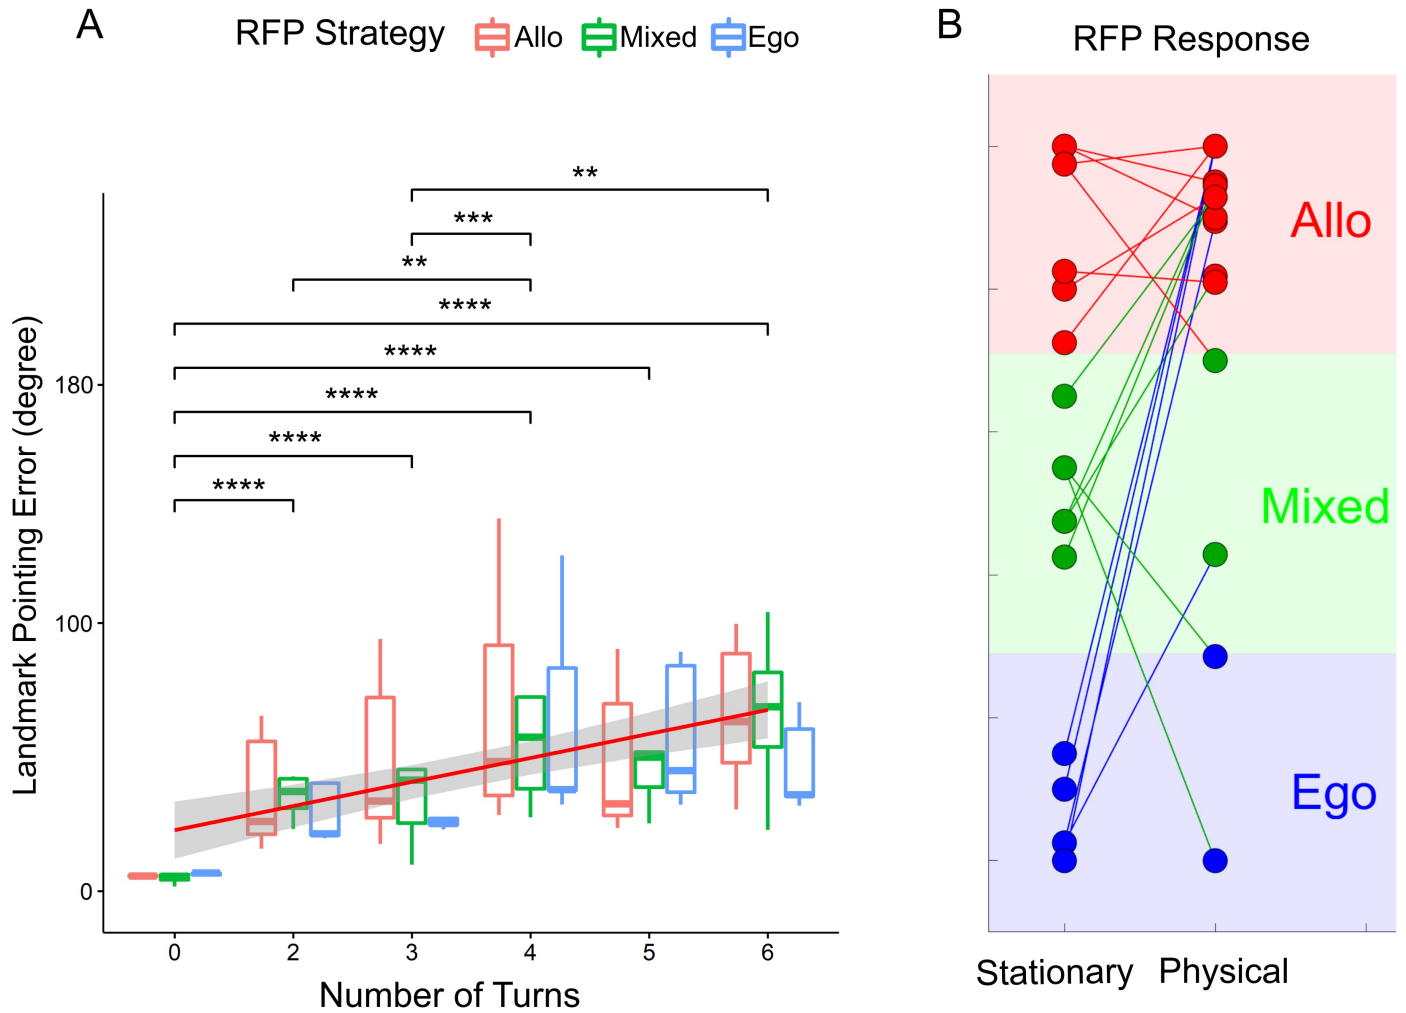 A
RFP Strategy Allo Mixed Ego
**
***
**
****
****
****
****
****
Landmark Pointing Error (degree)
180
100
0
0 2 3 4 5 6
Number of Turns
B
RFP Response
Allo
Mixed
Ego
Stationary Physical